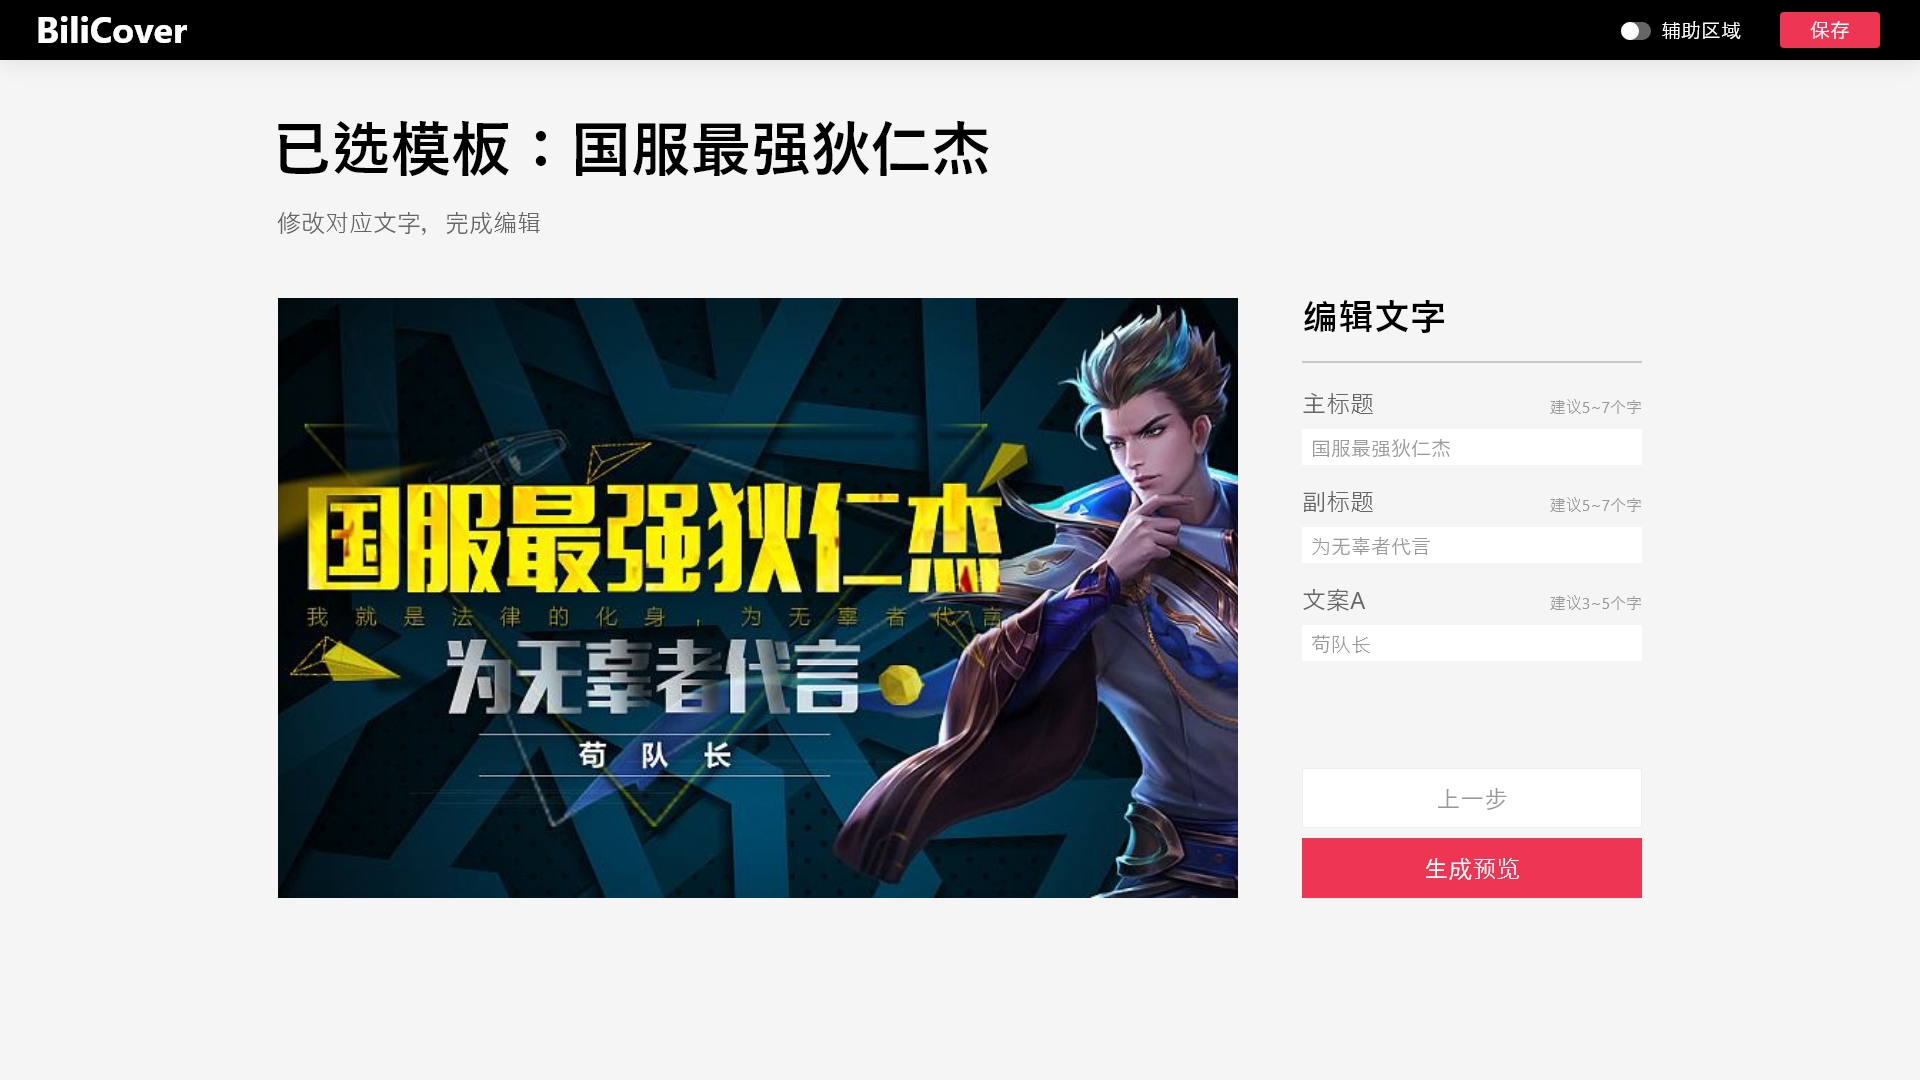 BiliCover
辅助区域
保存
已选模板：国服最强狄仁杰
修改对应文字，完成编辑
国服最强狄仁杰
我就是法律的化身，为无辜者代言
为无辜者代言
苟队长
编辑文字
主标题 建议5~7个字
国服最强狄仁杰
副标题 建议5~7个字
为无辜者代言
文案A 建议3~5个字
苟队长
上一步
生成预览